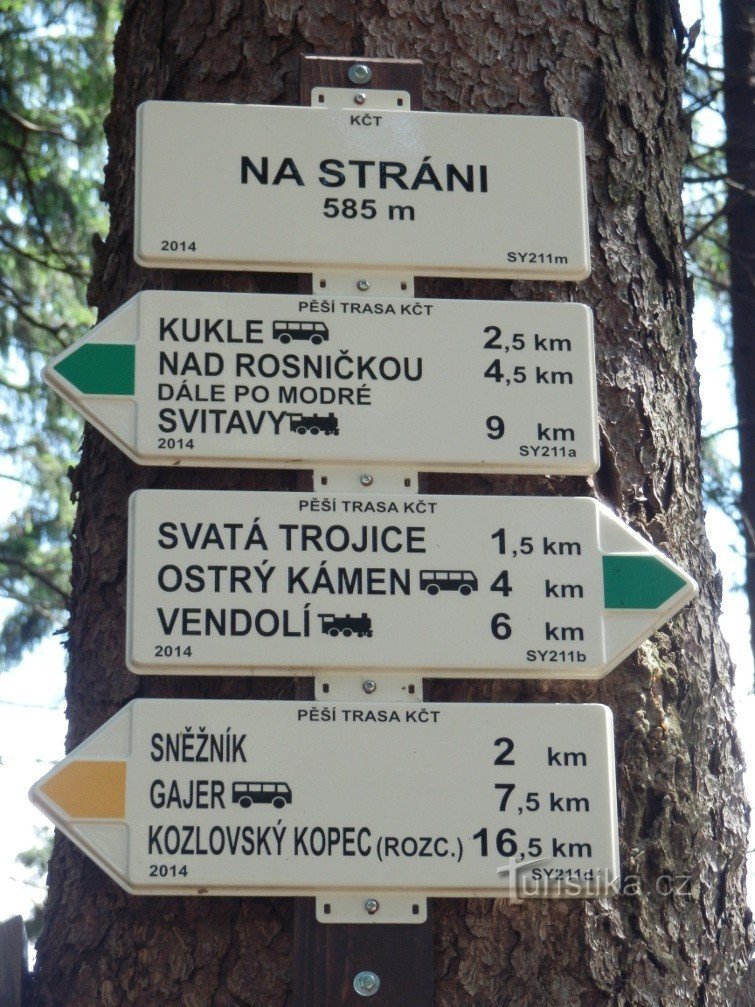 KČT
NA STRÁNI
585 m
2014 SY211m
PĚŠÍ TRASA KČT
KUKLE 2,5 km
NAD ROSNIČKOU 4,5 km
DÁLE PO MODRÉ
SVITAVY 9 km
2014 SY211a
PĚŠÍ TRASA KČT
SVATÁ TROJICE 1,5 km
OSTRÝ KÁMEN 4 km
VENDOLÍ 6 km
2014 SY211b
PĚŠÍ TRASA KČT
SNĚŽNÍK 2 km
GAJER 7,5 km
KOZLOVSKÝ KOPEC (ROZC.) 16,5 km
2014 SY211d
Turistika.cz